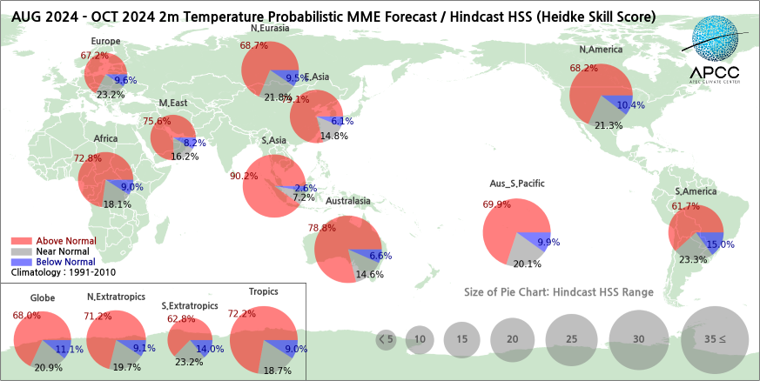 AUG 2024 - OCT 2024 2m Temperature Probabilistic MME Forecast / Hindcast HSS (Heidke Skill Score)
APCC
APEC CLIMATE CENTER
Europe
67.2%
9.6%
23.2%
N,Eurasia
68.7%
9.5%
21.8%
E,Asia
79.1%
6.1%
14.8%
N,America
68.2%
10.4%
21.3%
M,East
75.6%
8.2%
16.2%
Africa
72.8%
9.0%
18.1%
S,Asia
90.2%
2.6%
7.2%
Australasia
78.8%
6.6%
14.6%
Aus_S,Pacific
69.9%
9.9%
20.1%
S,America
61.7%
15.0%
23.3%
Above Normal
Near Normal
Below Normal
Climatology : 1991-2010
Globe
68.0%
11.1%
20.9%
N,Extratropics
71.2%
9.1%
19.7%
S,Extratropics
62.8%
14.0%
23.2%
Tropics
72.2%
9.0%
18.7%
Size of Pie Chart: Hindcast HSS Range
< 5 10 15 20 25 30 35 ≤